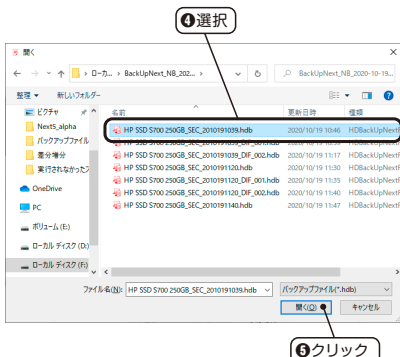 ❹選択
開く
ローカ... › BackUpNext_NB_202... ›
BackUpNext_NB_2020-10-19...
整理 ▼ 新しいフォルダー
ピクチャ
Next5_alpha
バックアップファイル
差分増分
実行されなかったフ
OneDrive
PC
ボリューム (E:)
ローカル ディスク (D:)
ローカル ディスク (F:)
名前 更新日時 種類
HP SSD S700 250GB_SEC_2010191039.hdb 2020/10/19 10:46 HDBackUpNextF
HP SSD S700 250GB_SEC_2010191039_DIF_002.hdb 2020/10/19 11:17 HDBackUpNextF
HP SSD S700 250GB_SEC_2010191120.hdb 2020/10/19 11:30 HDBackUpNextF
HP SSD S700 250GB_SEC_2010191120_DIF_001.hdb 2020/10/19 11:35 HDBackUpNextF
HP SSD S700 250GB_SEC_2010191120_DIF_002.hdb 2020/10/19 11:40 HDBackUpNextF
HP SSD S700 250GB_SEC_2010191140.hdb 2020/10/19 11:47 HDBackUpNextF
ファイル名(N): HP SSD S700 250GB_SEC_2010191039.hdb バックアップファイル(*.hdb)
開く(O) キャンセル
❺クリック